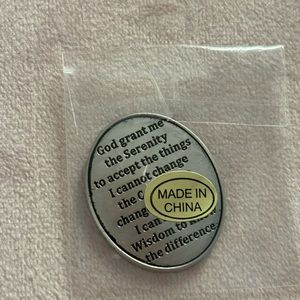 God grant me
the Serenity
to accept the things
I cannot change
the C
chang
I can
Wisdom to
the difference
MADE IN
CHINA